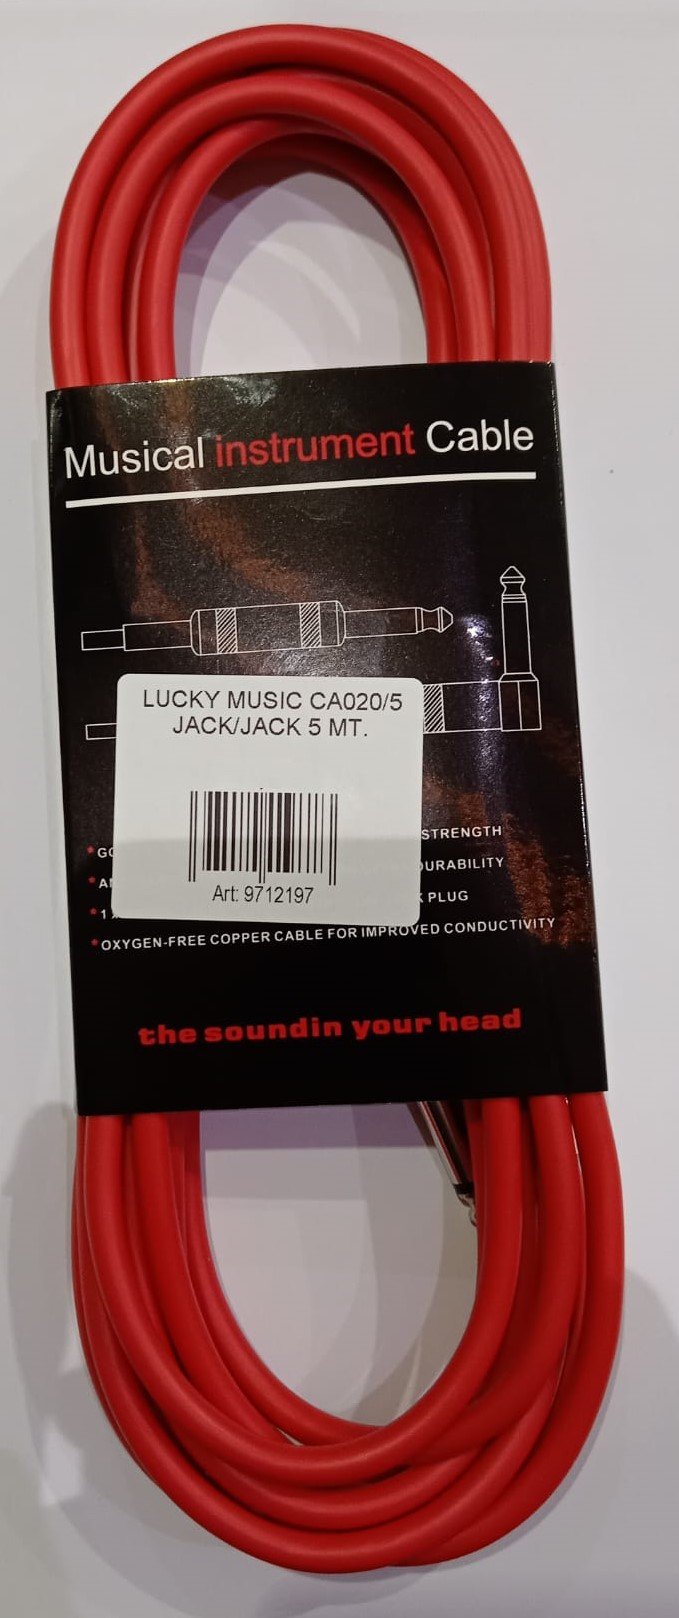 Musical instrument Cable
LUCKY MUSIC CA020/5
JACK/JACK 5 MT.
Art: 9712197
STRENGTH
PLUG
*OXYGEN-FREE COPPER CABLE FOR IMPROVED CONDUCTIVITY
the soundin your head